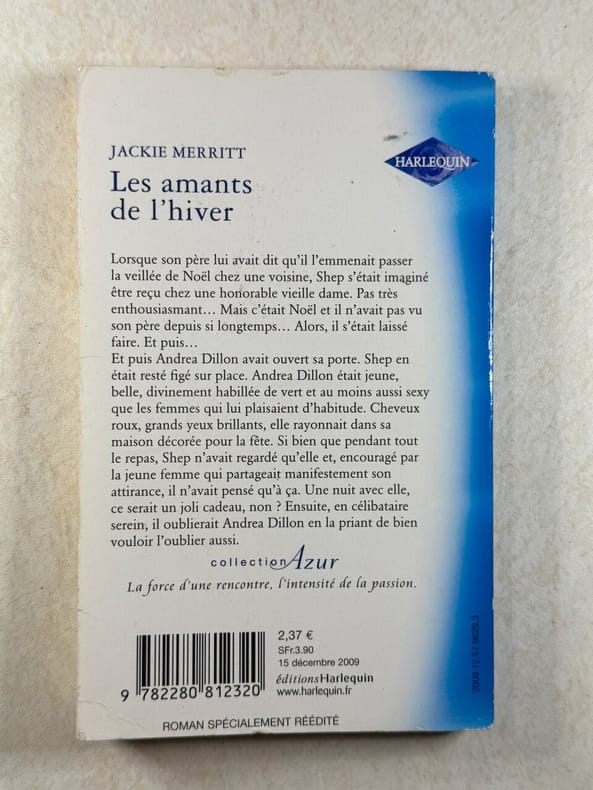 JACKIE MERRITT
HARLEQUIN
Les amants
de l'hiver
Lorsque son père lui avait dit qu'il l'emmenait passer
la veillée de Noël chez une voisine, Shep s'était imaginé
être reçu chez une honorable vieille dame. Pas très
enthousiasmant... Mais c'était Noël et il n'avait pas vu
son père depuis si longtemps... Alors, il s'était laissé
faire. Et puis...
Et puis Andrea Dillon avait ouvert sa porte. Shep en
était resté figé sur place. Andrea Dillon était jeune,
belle, divinement habillée de vert et au moins aussi sexy
que les femmes qui lui plaisaient d'habitude. Cheveux
roux, grands yeux brillants, elle rayonnait dans sa
maison décorée pour la fête. Si bien que pendant tout
le repas, Shep n'avait regardé qu'elle et, encouragé par
la jeune femme qui partageait manifestement son
attirance, il n'avait pensé qu'à ça. Une nuit avec elle,
ce serait un joli cadeau, non ? Ensuite, en célibataire
serein, il oublierait Andrea Dillon en la priant de bien
vouloir l'oublier aussi.
collection Azur
La force d'une rencontre, l'intensité de la passion.
2,37 €
SFr.3.90
15 décembre 2009
éditions Harlequin
www.harlequin.fr
9 782280 812320
ROMAN SPÉCIALEMENT RÉÉDITÉ
2009.12.57.9829.3